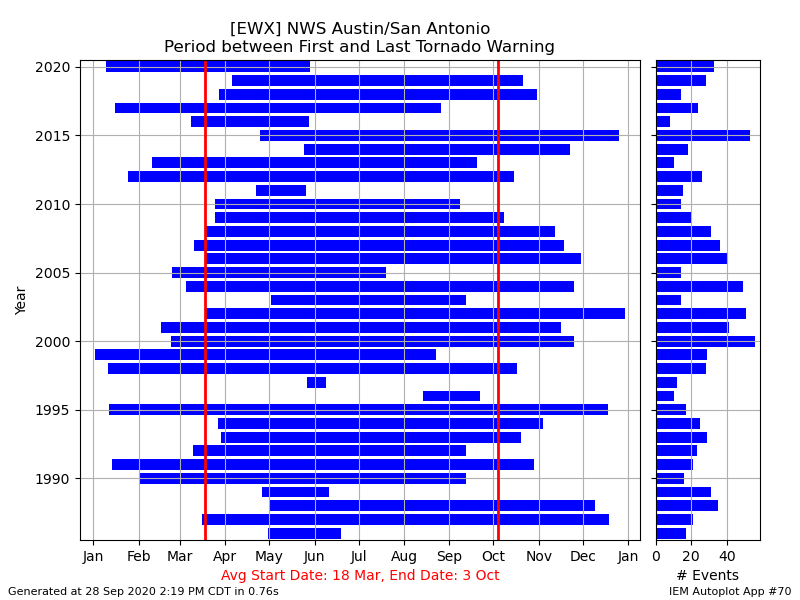 [EWX] NWS Austin/San Antonio
Period between First and Last Tornado Warning
Year
2020
2015
2010
2005
2000
1995
1990
Jan Feb Mar Apr May Jun Jul Aug Sep Oct Nov Dec Jan
0 20 40
Avg Start Date: 18 Mar, End Date: 3 Oct
# Events
Generated at 28 Sep 2020 2:19 PM CDT in 0.76s
IEM Autoplot App #70